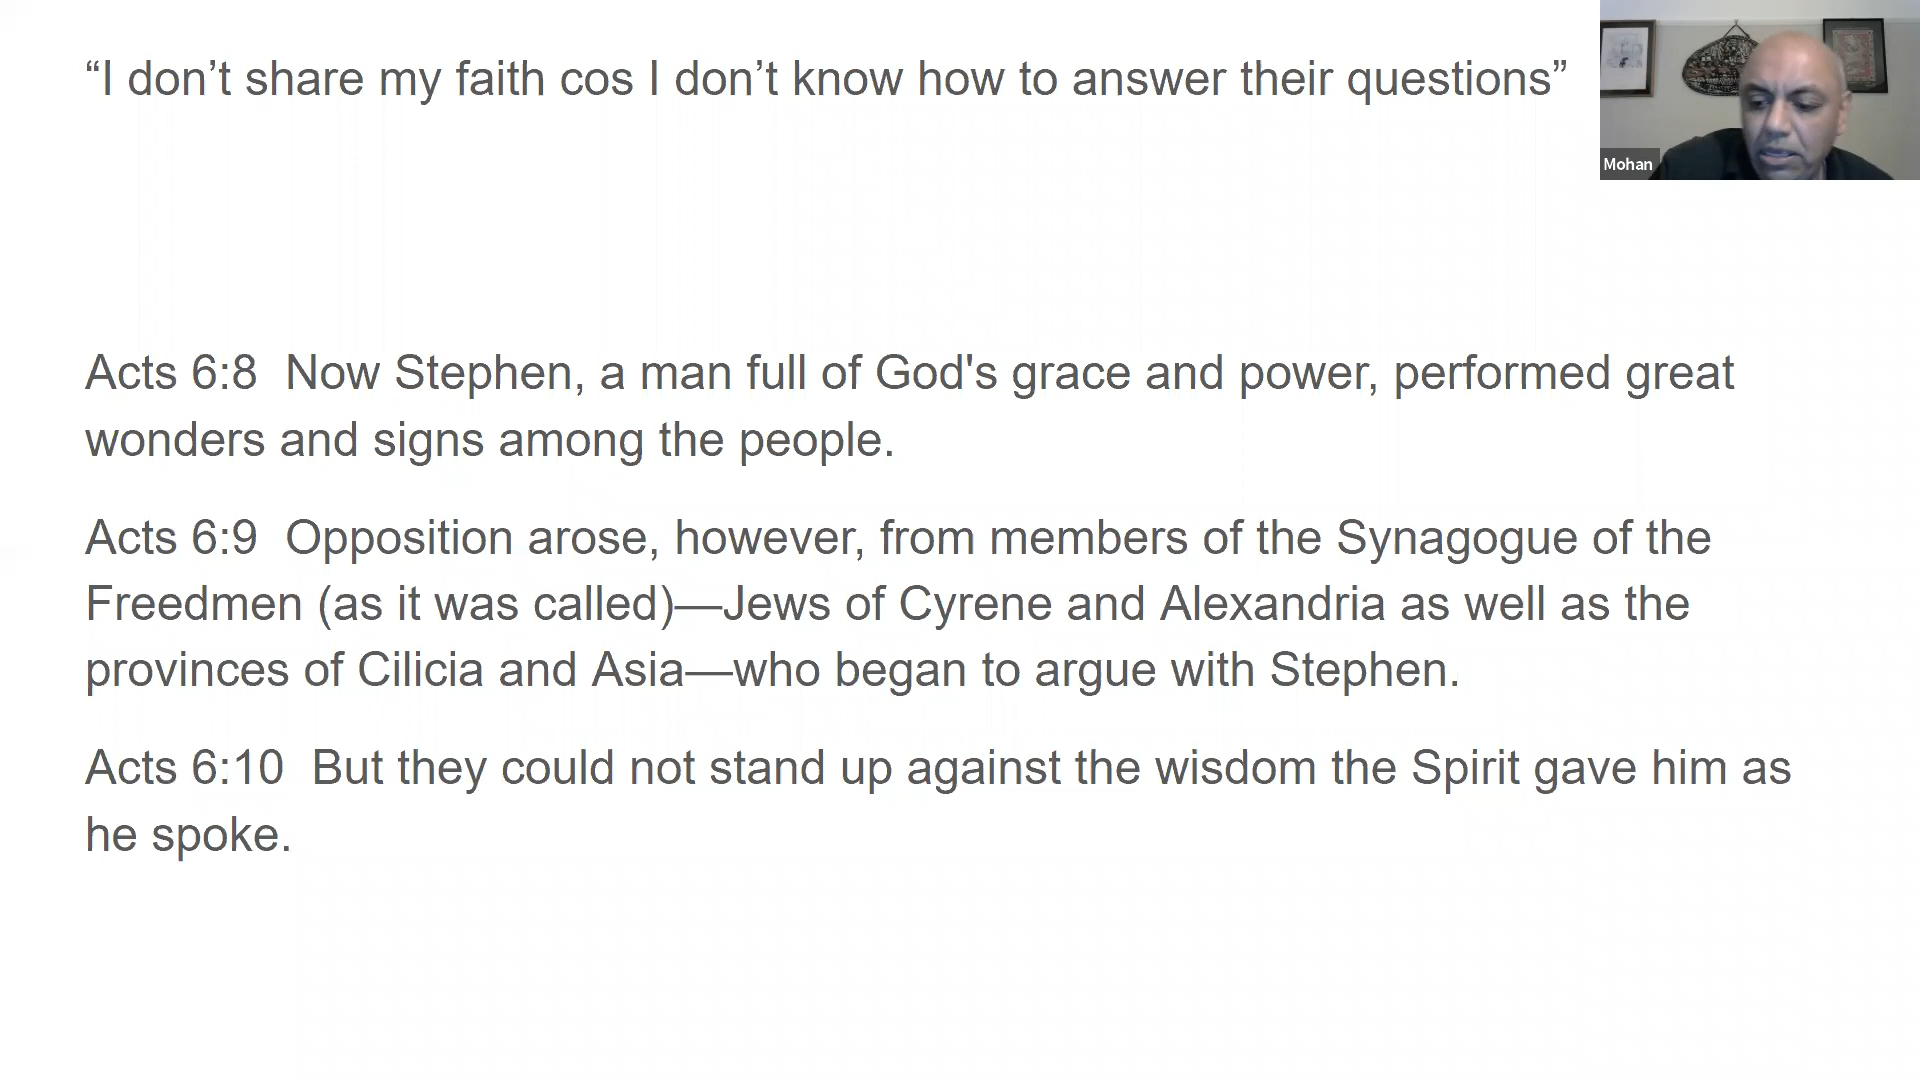 “I don’t share my faith cos I don’t know how to answer their questions”
Mohan
Acts 6:8  Now Stephen, a man full of God's grace and power, performed great
wonders and signs among the people.
Acts 6:9  Opposition arose, however, from members of the Synagogue of the
Freedmen (as it was called)—Jews of Cyrene and Alexandria as well as the
provinces of Cilicia and Asia—who began to argue with Stephen.
Acts 6:10  But they could not stand up against the wisdom the Spirit gave him as
he spoke.